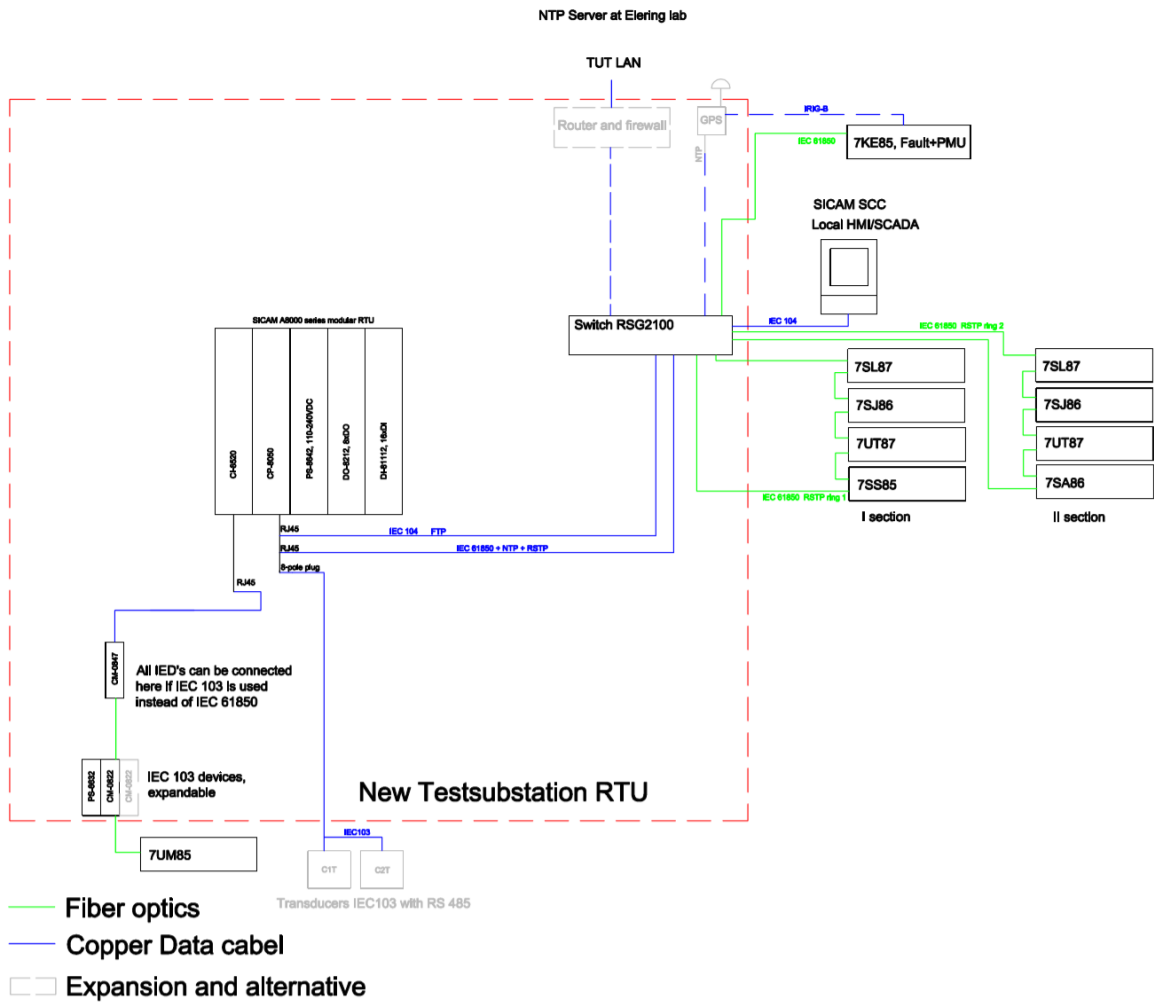 NTP Server at Elering lab
TUT LAN
Router and firewall
GPS
NTP
IRIG-B
IEC 61850
7KE85, Fault+PMU
SICAM SCC
Local HMI/SCADA
SICAM A8000 series modular RTU
CI-8520
CP-8050
PS-8642, 110-240VDC
DO-8212, 8xDO
DI-81112, 16xDI
Switch RSG2100
IEC 104
IEC 61850 RSTP ring 2
7SL87
7SJ86
7UT87
7SS85
IEC 61850 RSTP ring 1
I section
7SL87
7SJ86
7UT87
7SA86
II section
RJ45
IEC 104 FTP
RJ45
IEC 61850 + NTP + RSTP
8-pole plug
RJ45
CM-0847
All IED's can be connected
here if IEC 103 is used
instead of IEC 61850
PS-8632
CM-0822
CM-0822
IEC 103 devices,
expandable
New Testsubstation RTU
7UM85
IEC103
C1T
C2T
Transducers IEC103 with RS 485
Fiber optics
Copper Data cabel
Expansion and alternative